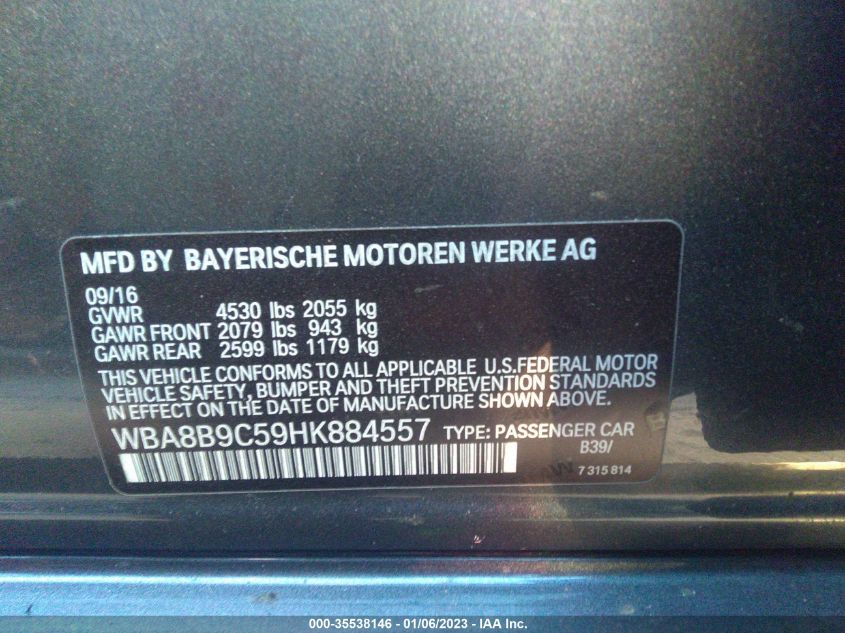 MFD BY BAYERISCHE MOTOREN WERKE AG
09/16
GVWR 4530 lbs 2055 kg
GAWR FRONT 2079 lbs 943 kg
GAWR REAR 2599 lbs 1179 kg
THIS VEHICLE CONFORMS TO ALL APPLICABLE U.S.FEDERAL MOTOR
VEHICLE SAFETY, BUMPER AND THEFT PREVENTION STANDARDS
IN EFFECT ON THE DATE OF MANUFACTURE SHOWN ABOVE.
WBA8B9C59HK884557 TYPE: PASSENGER CAR
B39/
7 315 814
000-35538146 - 01/06/2023 - IAA Inc.